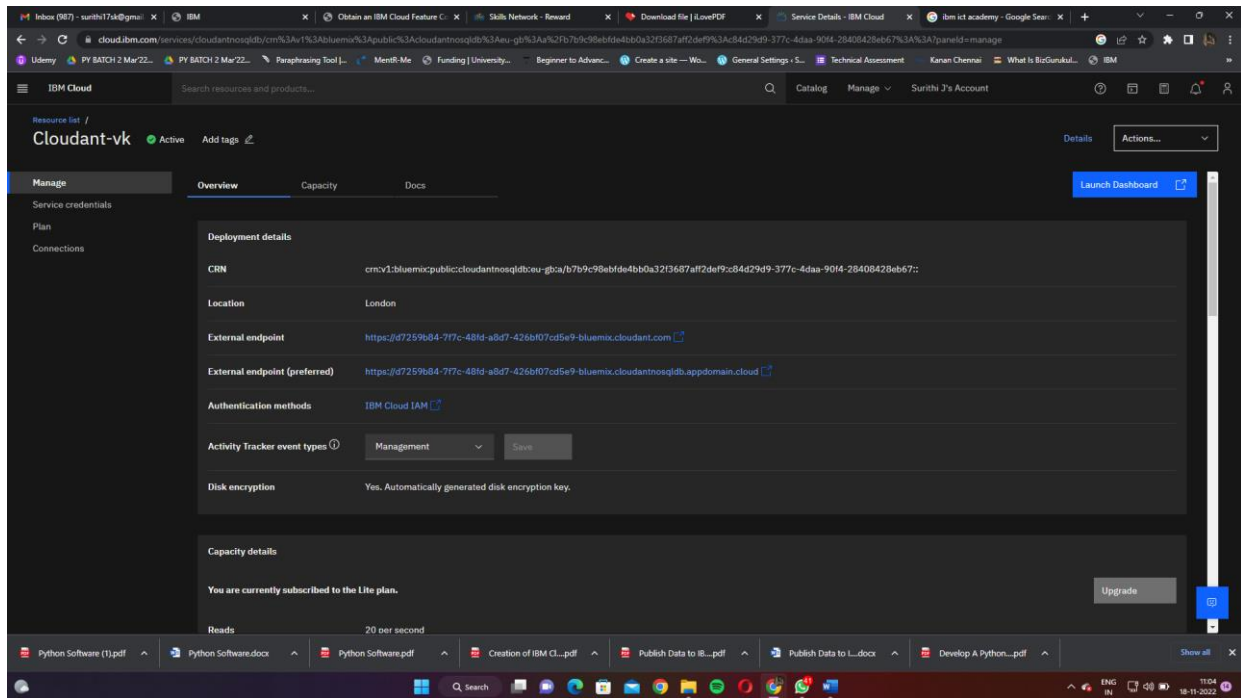 Inbox (987) - surithi17sk@gmail. IBM Obtain an IBM Cloud Feature Co Skills Network - Reward Download file | iLovePDF Service Details - IBM Cloud ibm ict academy - Google Searc
cloud.ibm.com/services/cloudantnosqldb/crn%3Av1%3Abluemix%3Apublic%3Acloudantnosqldb%3Aeu-gb%3Aa%2Fb7b9c98ebfde4bb0a32f3687aff2def9%3Ac84d29d9-377c-4daa-90f4-28408428eb67%3A%3A?paneId=manage
Udemy PY BATCH 2 Mar'22... PY BATCH 2 Mar'22... Paraphrasing Tool |... MentR-Me Funding | University... Beginner to Advanc... Create a site — Wo... General Settings ‹ S... Technical Assessment Kanan Chennai What Is BizGurukul... IBM
IBM Cloud Search resources and products... Catalog Manage Surithi J's Account
Resource list /
Cloudant-vk Active Add tags Details Actions...
Manage Overview Capacity Docs Launch Dashboard
Service credentials
Plan
Connections
Deployment details
CRN crn:v1:bluemix:public:cloudantnosqldb:eu-gb:a/b7b9c98ebfde4bb0a32f3687aff2def9:c84d29d9-377c-4daa-90f4-28408428eb67::
Location London
External endpoint https://d7259b84-7f7c-48fd-a8d7-426bf07cd5e9-bluemix.cloudant.com
External endpoint (preferred) https://d7259b84-7f7c-48fd-a8d7-426bf07cd5e9-bluemix.cloudantnosqldb.appdomain.cloud
Authentication methods IBM Cloud IAM
Activity Tracker event types Management Save
Disk encryption Yes. Automatically generated disk encryption key.
Capacity details
You are currently subscribed to the Lite plan. Upgrade
Reads 20 per second
Python Software (1).pdf Python Software.docx Python Software.pdf Creation of IBM Cl....pdf Publish Data to IB....pdf Publish Data to I....docx Develop A Python....pdf Show all
Search ENG IN 11:04 18-11-2022